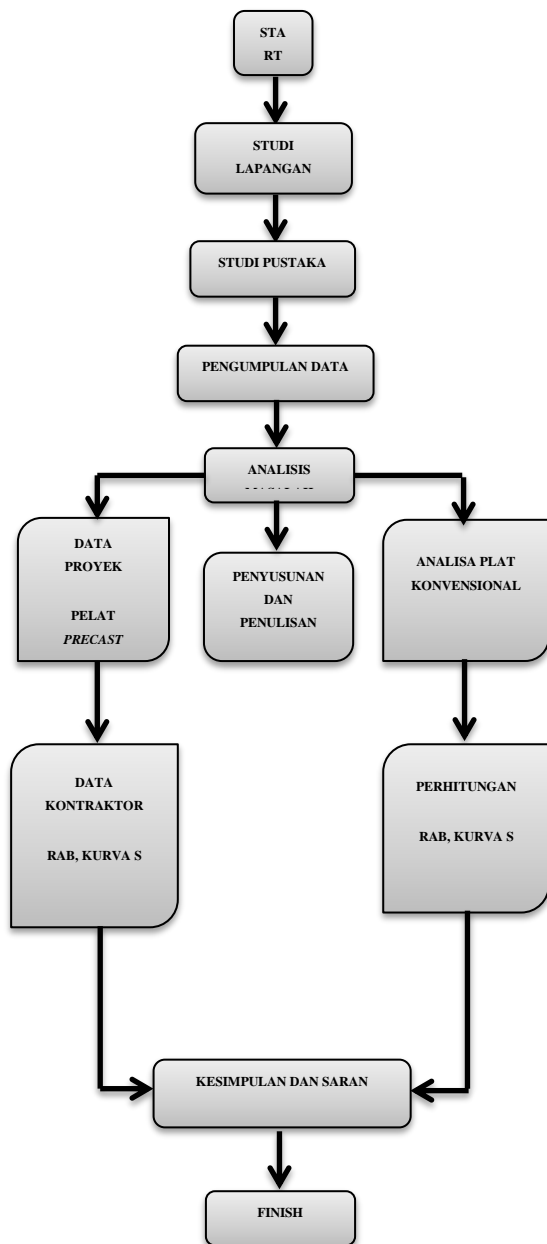 STA
RT
STUDI
LAPANGAN
STUDI PUSTAKA
PENGUMPULAN DATA
ANALISIS
DATA
PROYEK
PELAT
PRECAST
PENYUSUNAN
DAN
PENULISAN
ANALISA PLAT
KONVENSIONAL
DATA
KONTRAKTOR
RAB, KURVA S
PERHITUNGAN
RAB, KURVA S
KESIMPULAN DAN SARAN
FINISH